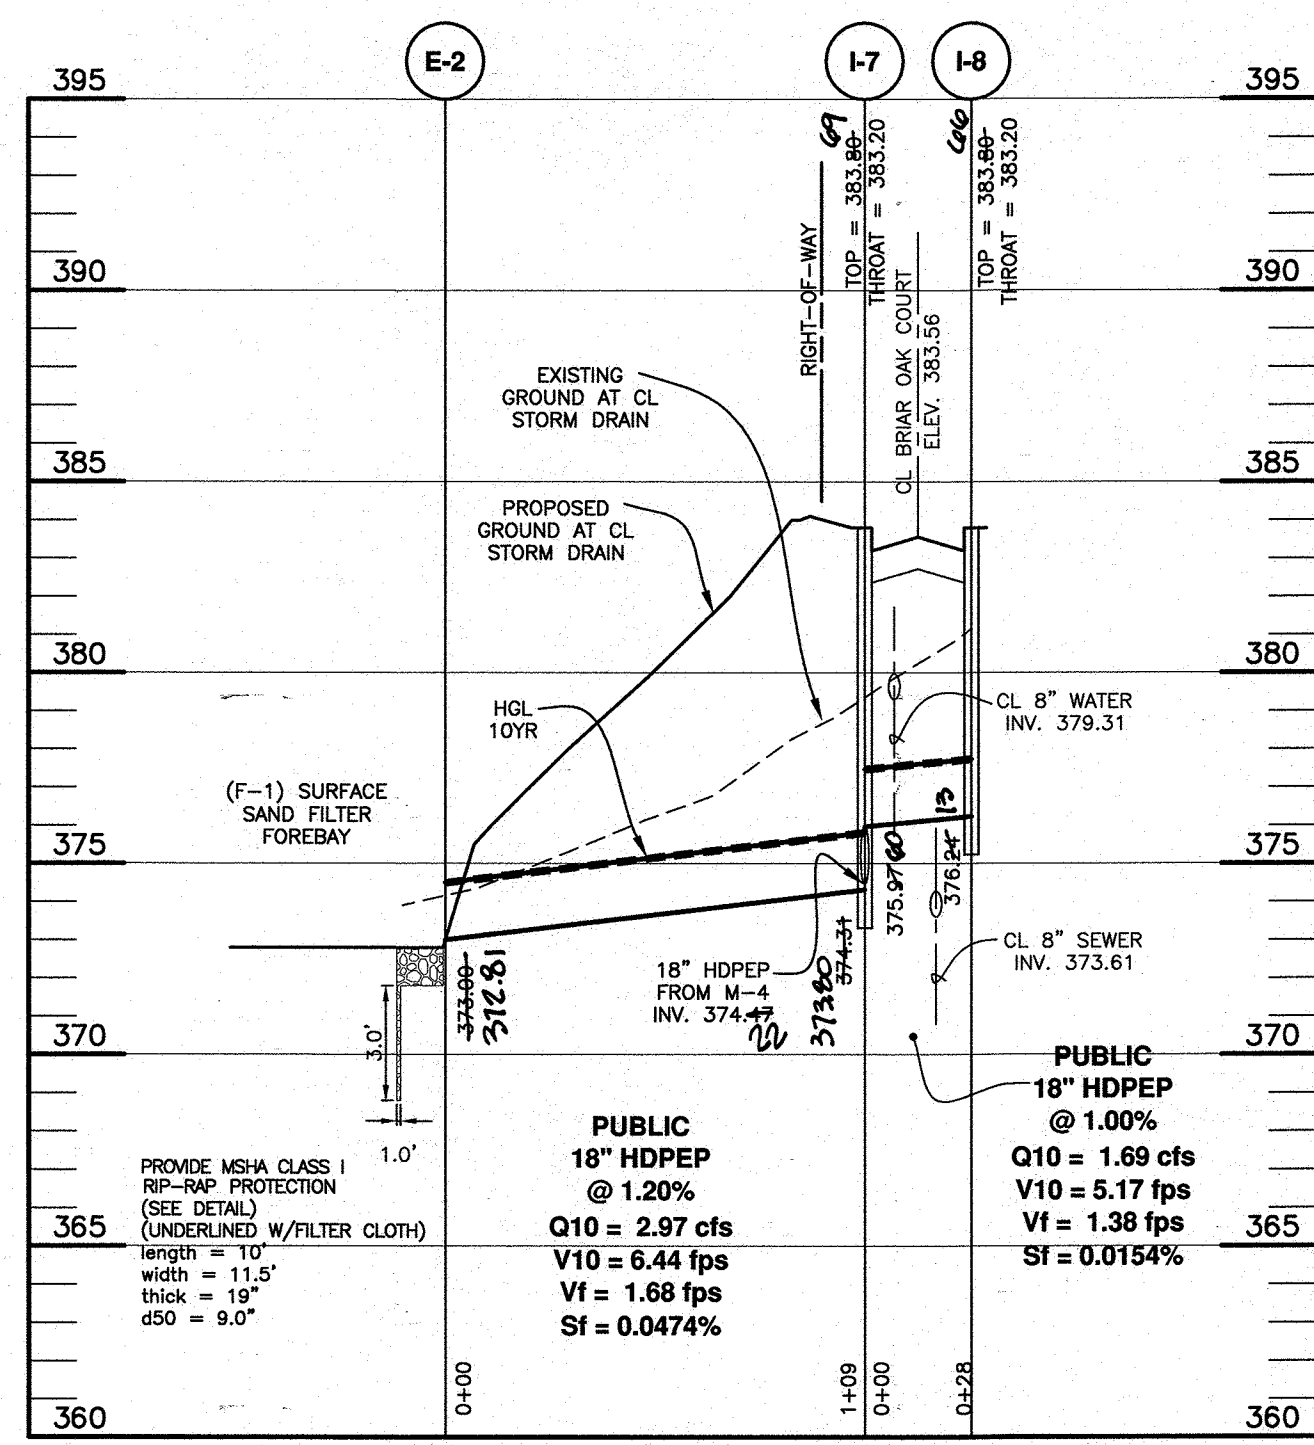 E-2
I-7
I-8
395
395
69
TOP = 383.80
THROAT = 383.20
66
TOP = 383.80
THROAT = 383.20
RIGHT-OF-WAY
CL BRIAR OAK COURT
ELEV. 383.56
390
390
EXISTING
GROUND AT CL
STORM DRAIN
385
385
PROPOSED
GROUND AT CL
STORM DRAIN
380
380
HGL
10YR
CL 8" WATER
INV. 379.31
(F-1) SURFACE
SAND FILTER
FOREBAY
375
375
375.97 60
376.24 13
CL 8" SEWER
INV. 373.61
373.00
372.81
18" HDPEP
FROM M-4
INV. 374.47
22
373.80
374.31
370
370
3.0'
1.0'
PUBLIC
18" HDPEP
@ 1.00%
Q10 = 1.69 cfs
V10 = 5.17 fps
Vf = 1.38 fps
Sf = 0.0154%
PUBLIC
18" HDPEP
@ 1.20%
Q10 = 2.97 cfs
V10 = 6.44 fps
Vf = 1.68 fps
Sf = 0.0474%
PROVIDE MSHA CLASS I
RIP-RAP PROTECTION
(SEE DETAIL)
(UNDERLINED W/FILTER CLOTH)
length = 10'
width = 11.5'
thick = 19"
d50 = 9.0"
365
365
0+00
1+09
0+00
0+28
360
360